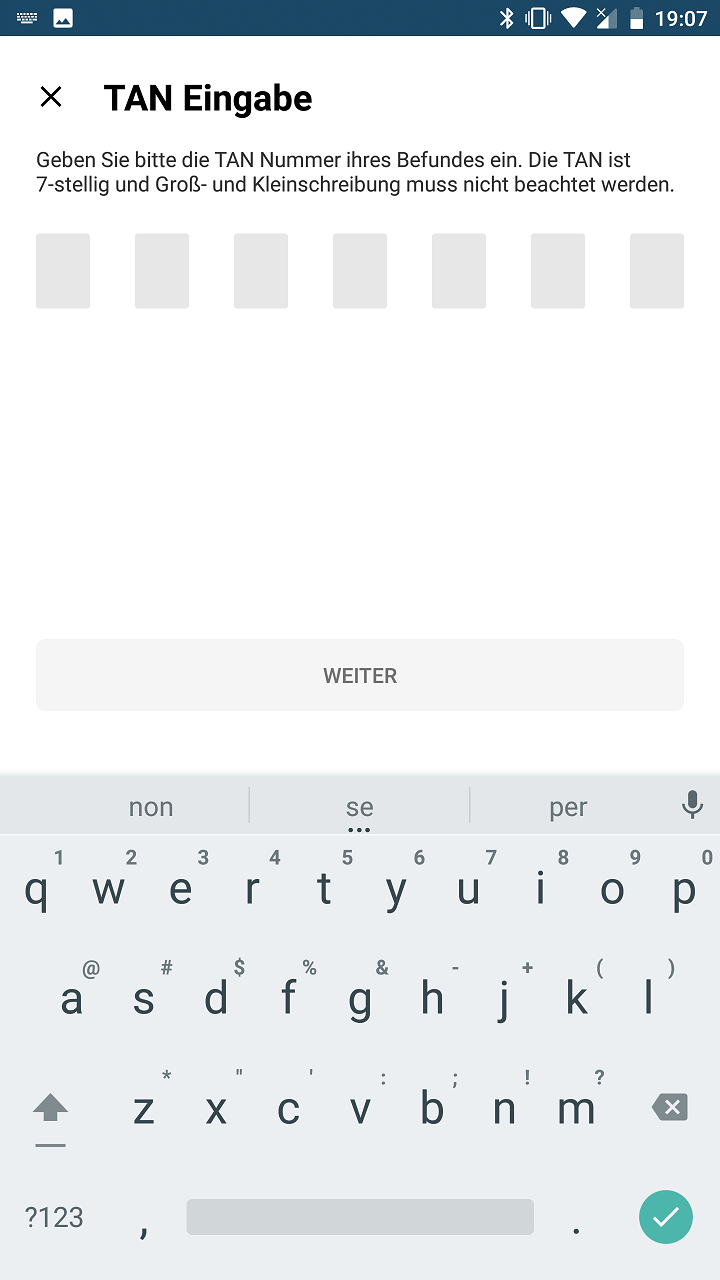 19:07
TAN Eingabe
Geben Sie bitte die TAN Nummer ihres Befundes ein. Die TAN ist
7-stellig und Groß- und Kleinschreibung muss nicht beachtet werden.
WEITER
non se per
1 2 3 4 5 6 7 8 9 0
q w e r t y u i o p
@ # $ % & - + ( )
a s d f g h j k l
* " ' : ; ! ?
z x c v b n m
?123 , .